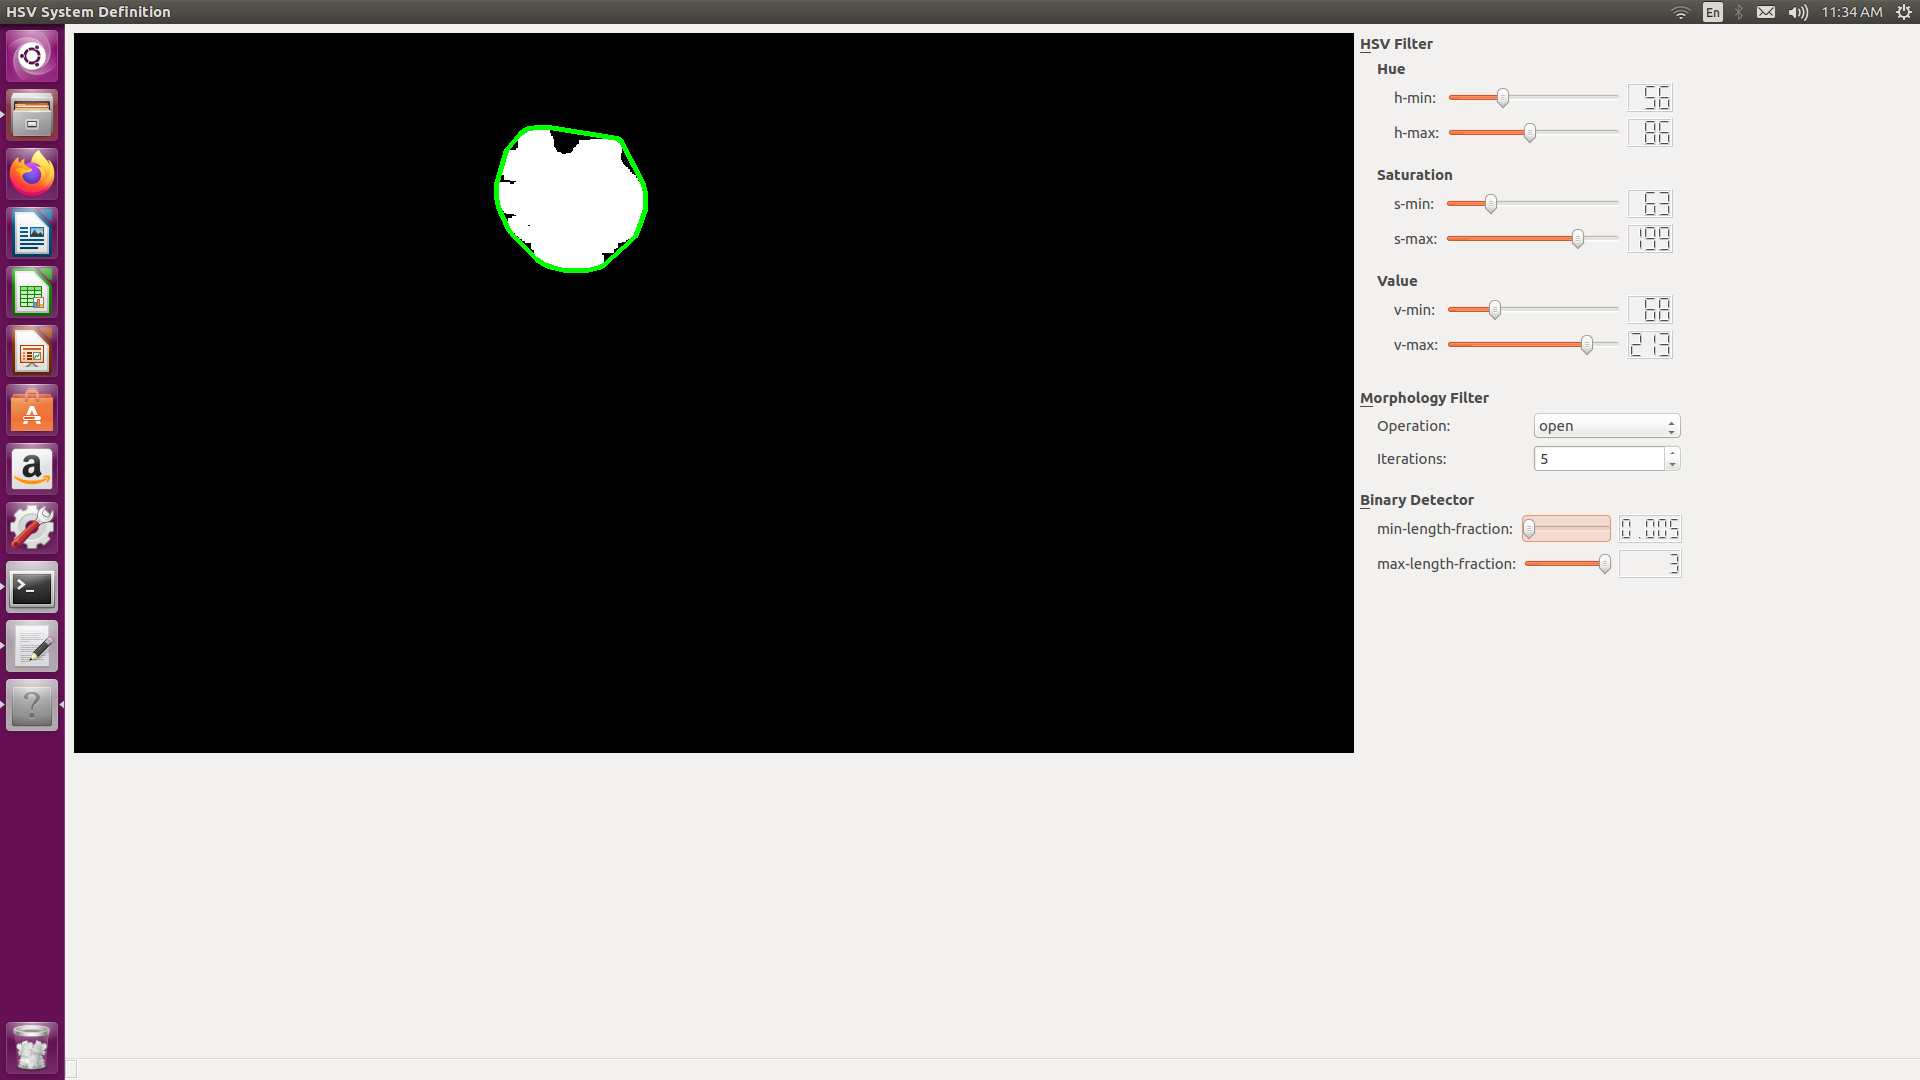 HSV System Definition
En
11:34 AM
HSV Filter
Hue
h-min: 56
h-max: 86
Saturation
s-min: 63
s-max: 199
Value
v-min: 68
v-max: 213
Morphology Filter
Operation: open
Iterations: 5
Binary Detector
min-length-fraction: 0.005
max-length-fraction: 3